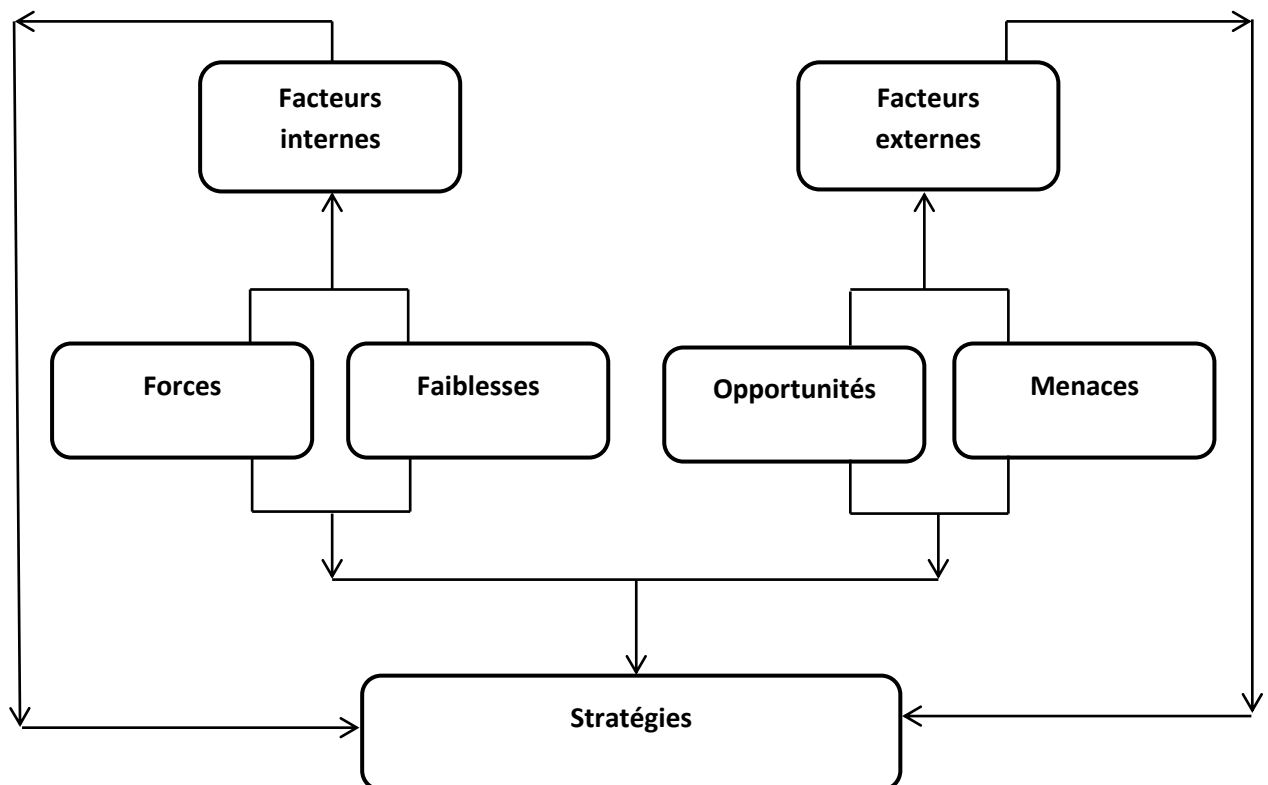 Facteurs
internes
Facteurs
externes
Forces
Faiblesses
Opportunités
Menaces
Stratégies